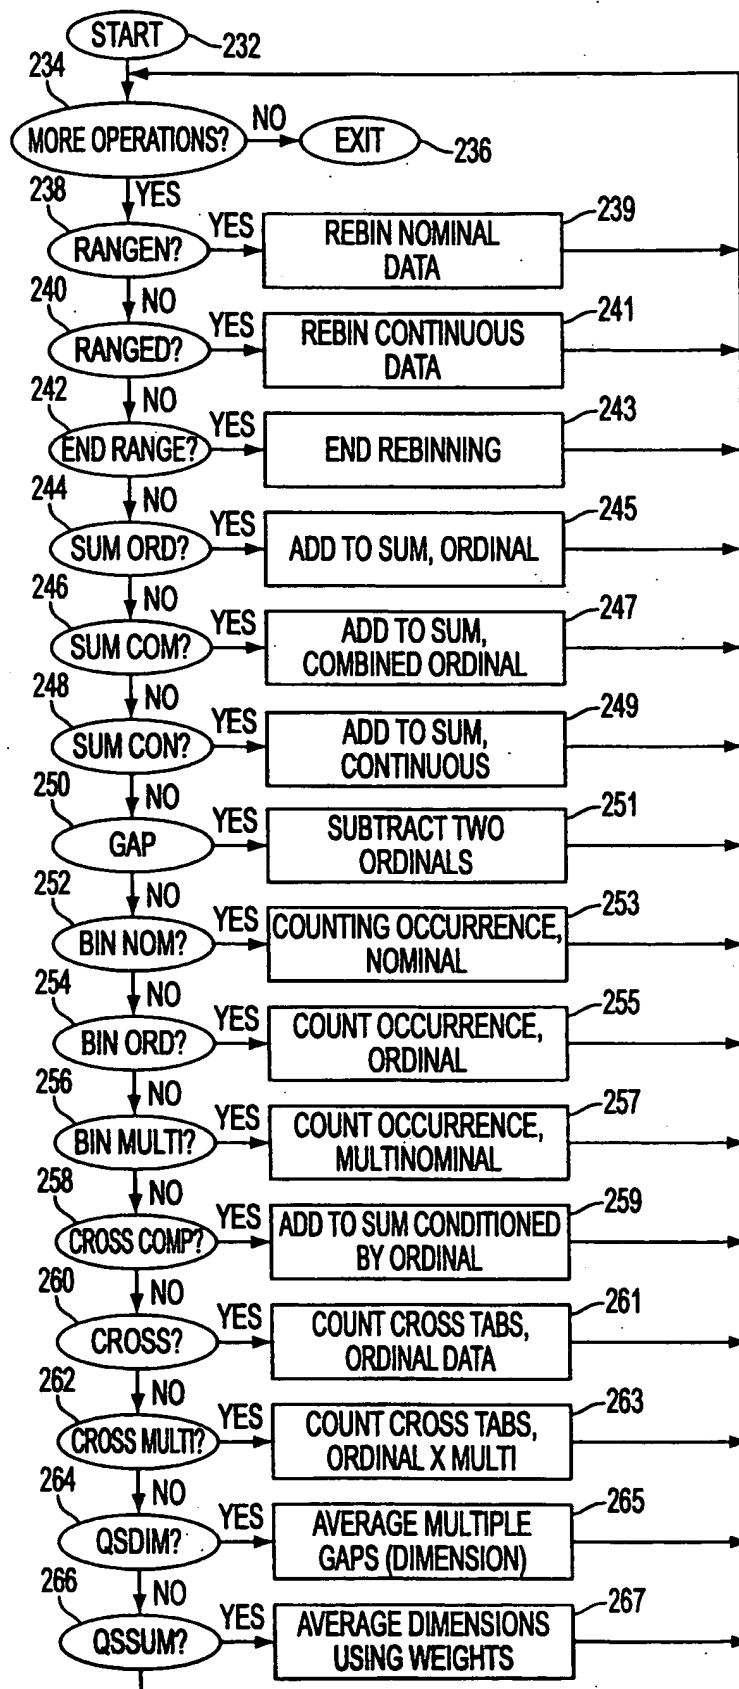 START
232
234
MORE OPERATIONS?
NO
EXIT
236
YES
238
RANGEN?
YES
REBIN NOMINAL
DATA
239
NO
240
RANGED?
YES
REBIN CONTINUOUS
DATA
241
NO
242
END RANGE?
YES
END REBINNING
243
NO
244
SUM ORD?
YES
ADD TO SUM, ORDINAL
245
NO
246
SUM COM?
YES
ADD TO SUM,
COMBINED ORDINAL
247
NO
248
SUM CON?
YES
ADD TO SUM,
CONTINUOUS
249
NO
250
GAP
YES
SUBTRACT TWO
ORDINALS
251
NO
252
BIN NOM?
YES
COUNTING OCCURRENCE,
NOMINAL
253
NO
254
BIN ORD?
YES
COUNT OCCURRENCE,
ORDINAL
255
NO
256
BIN MULTI?
YES
COUNT OCCURRENCE,
MULTINOMINAL
257
NO
258
CROSS COMP?
YES
ADD TO SUM CONDITIONED
BY ORDINAL
259
NO
260
CROSS?
YES
COUNT CROSS TABS,
ORDINAL DATA
261
NO
262
CROSS MULTI?
YES
COUNT CROSS TABS,
ORDINAL X MULTI
263
NO
264
QSDIM?
YES
AVERAGE MULTIPLE
GAPS (DIMENSION)
265
NO
266
QSSUM?
YES
AVERAGE DIMENSIONS
USING WEIGHTS
267